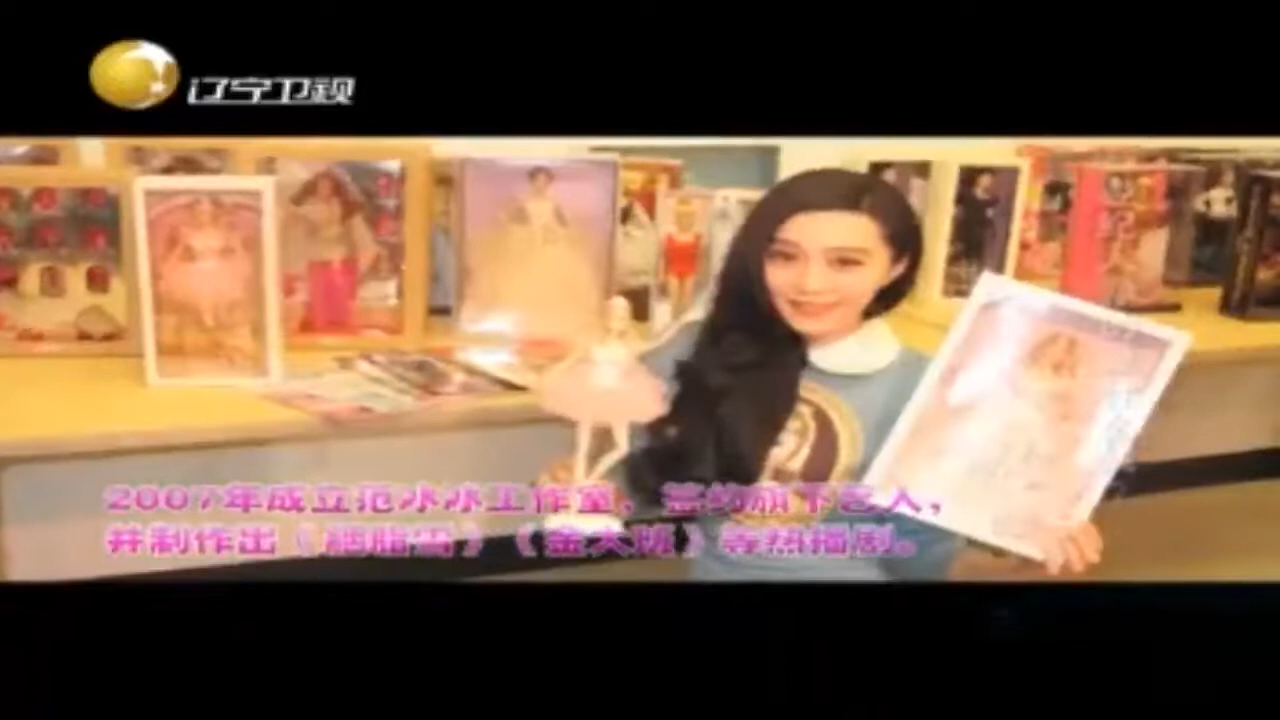 辽宁卫视
2007年成立范冰冰工作室,签约旗下艺人,
并制作出《胭脂雪》《金大班》等热播剧。